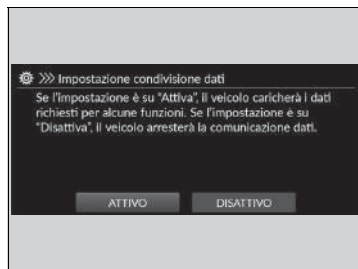 >>> Impostazione condivisione dati
Se l'impostazione è su "Attiva", il veicolo caricherà i dati
richiesti per alcune funzioni. Se l'impostazione è su
"Disattiva", il veicolo arresterà la comunicazione dati.
ATTIVO
DISATTIVO